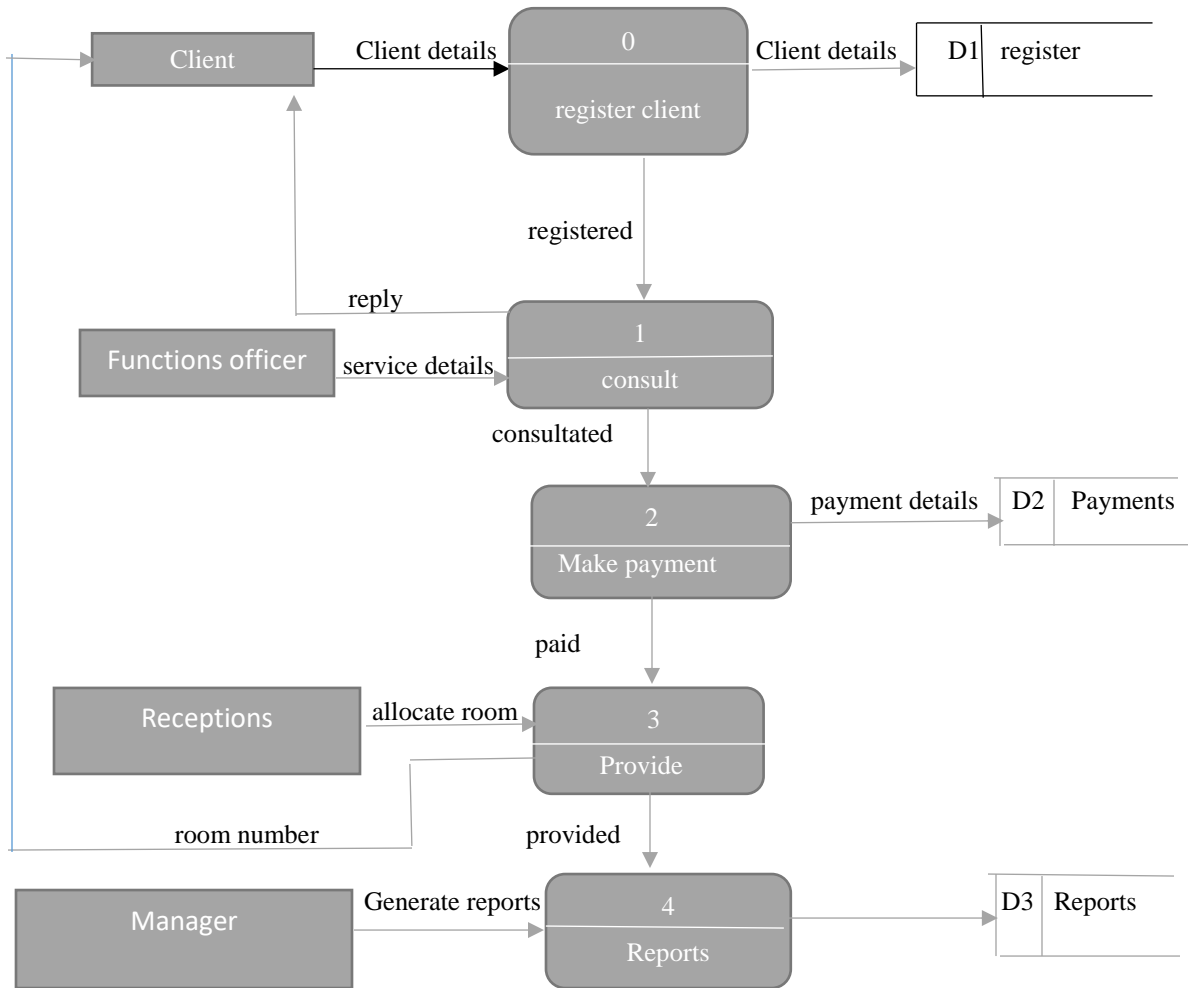 Client
Client details
0
register client
Client details
D1 register
registered
reply
Functions officer
service details
1
consult
consultated
2
Make payment
payment details
D2 Payments
paid
Receptions
allocate room
3
Provide
room number
provided
Manager
Generate reports
4
Reports
D3 Reports